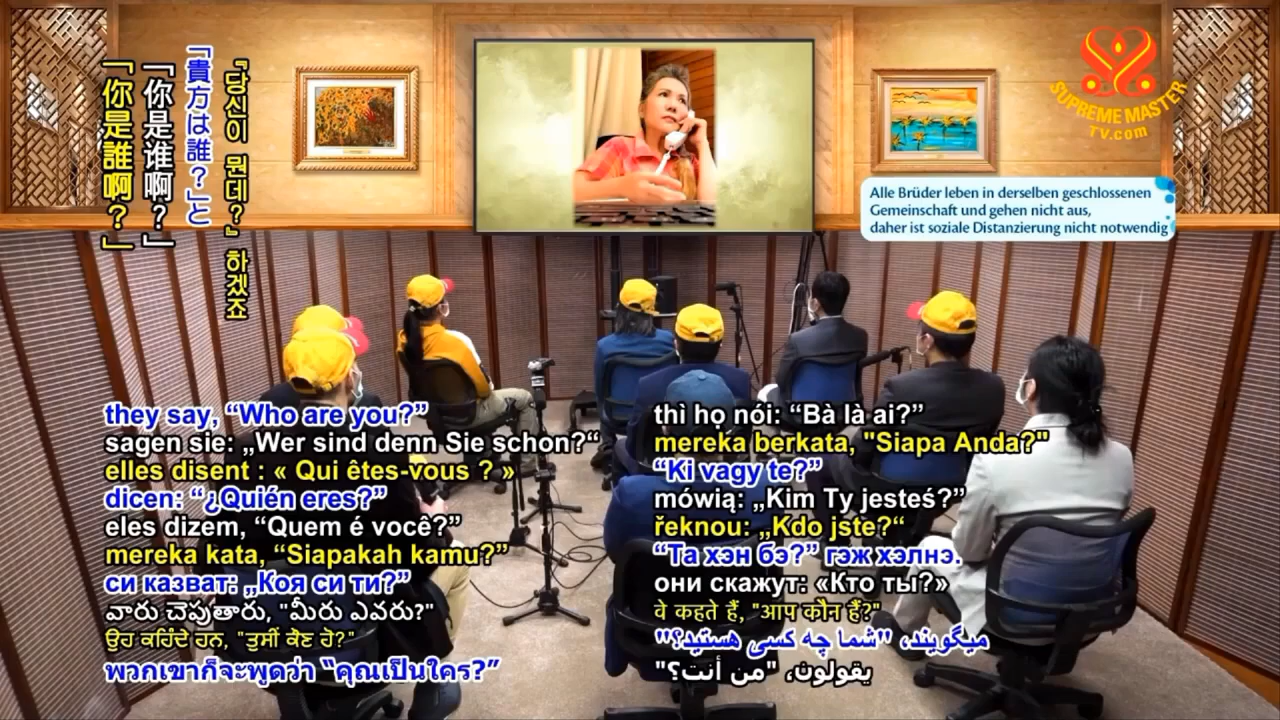 「你是誰啊？」
「你是谁啊？」
「貴方は誰？」と
『당신이 뭔데？』 하겠죠
SUPREME MASTER
TV.com
Alle Brüder leben in derselben geschlossenen
Gemeinschaft und gehen nicht aus,
daher ist soziale Distanzierung nicht notwendig
they say, “Who are you?”
sagen sie: „Wer sind denn Sie schon?“
elles disent : « Qui êtes-vous ? »
dicen: “¿Quién eres?”
eles dizem, “Quem é você?”
mereka kata, “Siapakah kamu?”
си казват: „Коя си ти?”
వారు చెపుతారు, "మీరు ఎవరు?"
ਉਹ ਕਹਿੰਦੇ ਹਨ, "ਤੁਸੀਂ ਕੌਣ ਹੋ?"
พวกเขาก็จะพูดว่า “คุณเป็นใคร?”
thì họ nói: “Bà là ai?”
mereka berkata, "Siapa Anda?"
“Ki vagy te?”
mówią: „Kim Ty jesteś?”
řeknou: „Kdo jste?“
“Та хэн бэ?” гэж хэлнэ.
они скажут: «Кто ты?»
वे कहते हैं, "आप कौन हैं?"
میگویند، "شما چه کسی هستید؟"
يقولون، "من أنت؟"